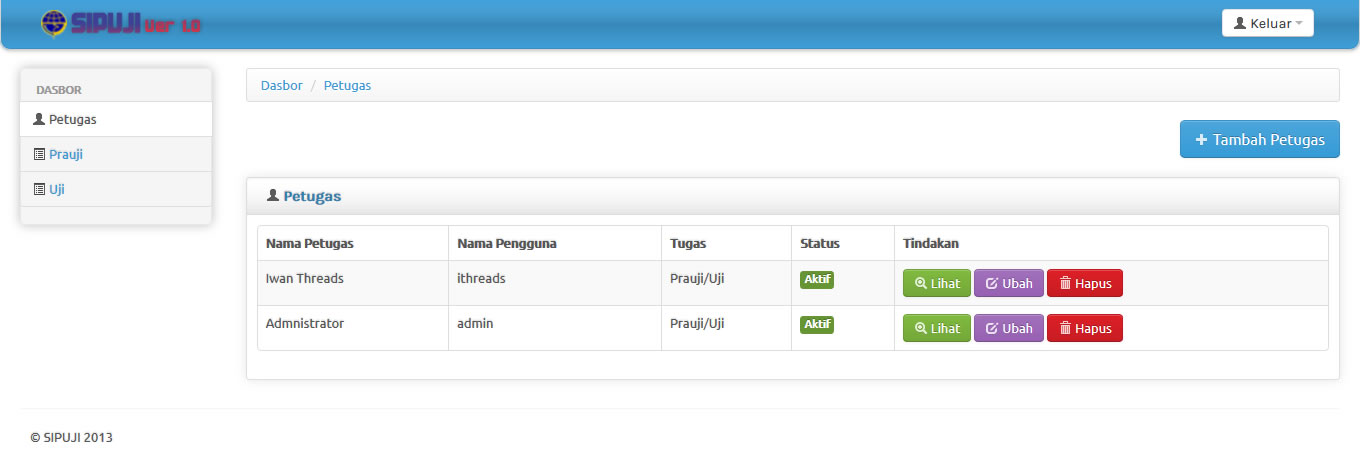 SIPUJI Ver 1.0
Keluar
DASBOR
Petugas
Prauji
Uji
Dasbor / Petugas
+ Tambah Petugas
Petugas
Nama Petugas Nama Pengguna Tugas Status Tindakan
Iwan Threads ithreads Prauji/Uji Aktif Lihat Ubah Hapus
Admnistrator admin Prauji/Uji Aktif Lihat Ubah Hapus
© SIPUJI 2013